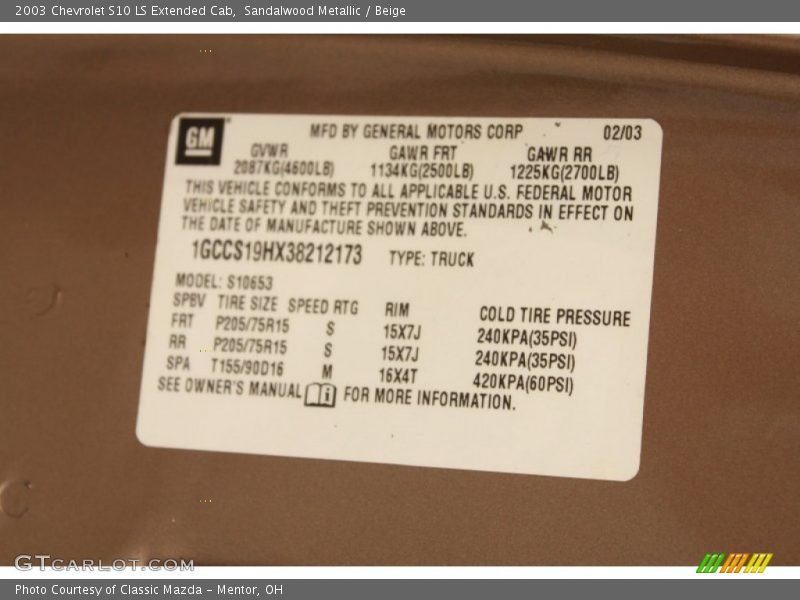 2003 Chevrolet S10 LS Extended Cab,  Sandalwood Metallic / Beige
GM
MFD BY GENERAL MOTORS CORP 02/03
GVWR GAWR FRT GAWR RR
2087KG(4600LB) 1134KG(2500LB) 1225KG(2700LB)
THIS VEHICLE CONFORMS TO ALL APPLICABLE U.S. FEDERAL MOTOR
VEHICLE SAFETY AND THEFT PREVENTION STANDARDS IN EFFECT ON
THE DATE OF MANUFACTURE SHOWN ABOVE.
1GCCS19HX38212173 TYPE: TRUCK
MODEL: S10653
SPBV TIRE SIZE SPEED RTG RIM COLD TIRE PRESSURE
FRT P205/75R15 S 15X7J 240KPA(35PSI)
RR P205/75R15 S 15X7J 240KPA(35PSI)
SPA T155/90D16 M 16X4T 420KPA(60PSI)
SEE OWNER'S MANUAL i FOR MORE INFORMATION.
GTCARLOT.COM
Photo Courtesy of Classic Mazda - Mentor, OH